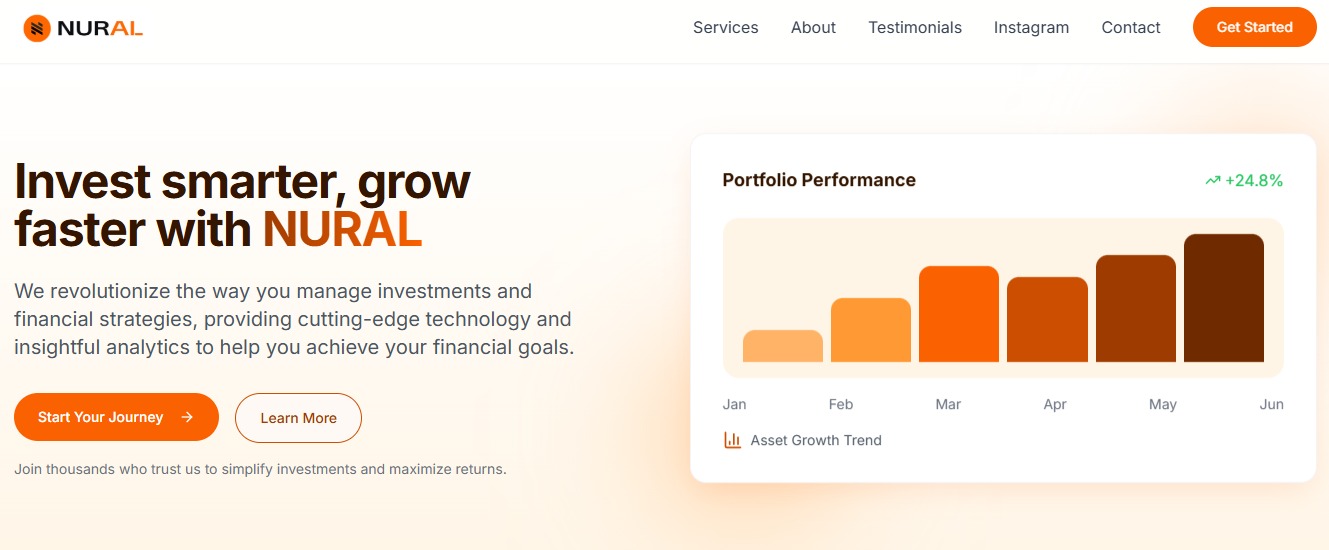 NURAL
Services
About
Testimonials
Instagram
Contact
Get Started
Invest smarter, grow
faster with NURAL
We revolutionize the way you manage investments and
financial strategies, providing cutting-edge technology and
insightful analytics to help you achieve your financial goals.
Start Your Journey →
Learn More
Join thousands who trust us to simplify investments and maximize returns.
Portfolio Performance
+24.8%
Jan Feb Mar Apr May Jun
Asset Growth Trend